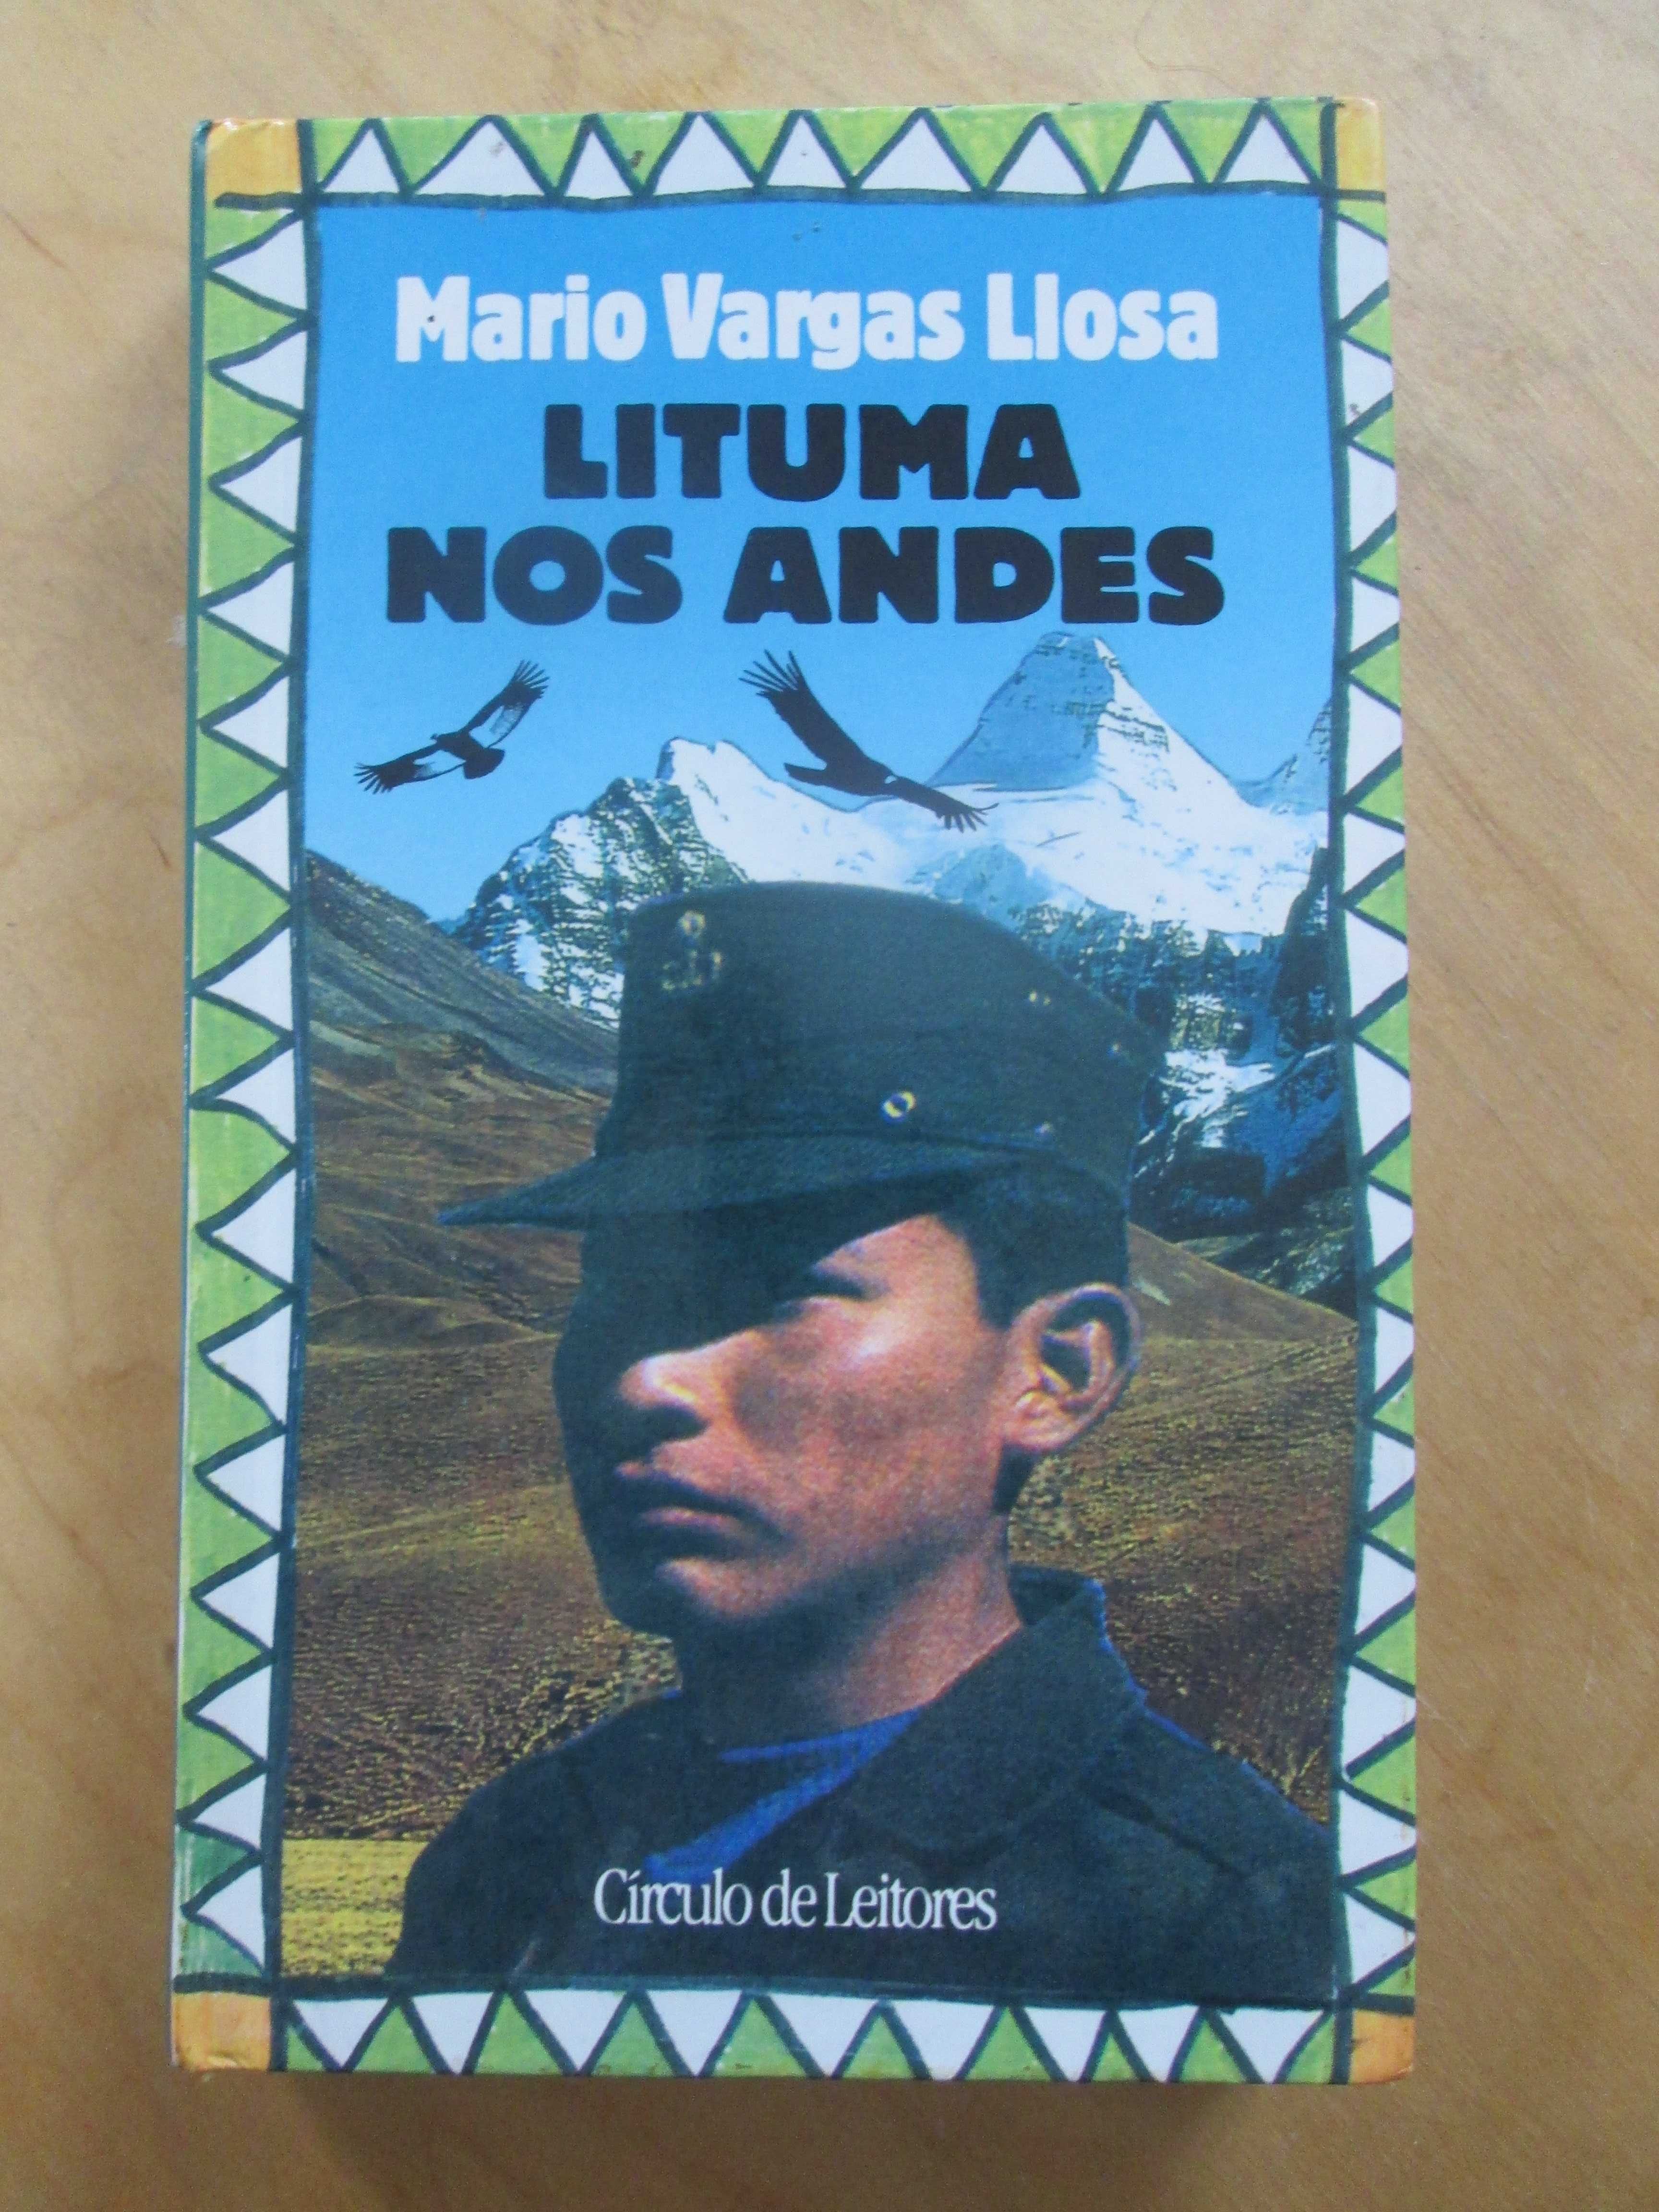 Mario Vargas Llosa
LITUMA
NOS ANDES
Círculo de Leitores